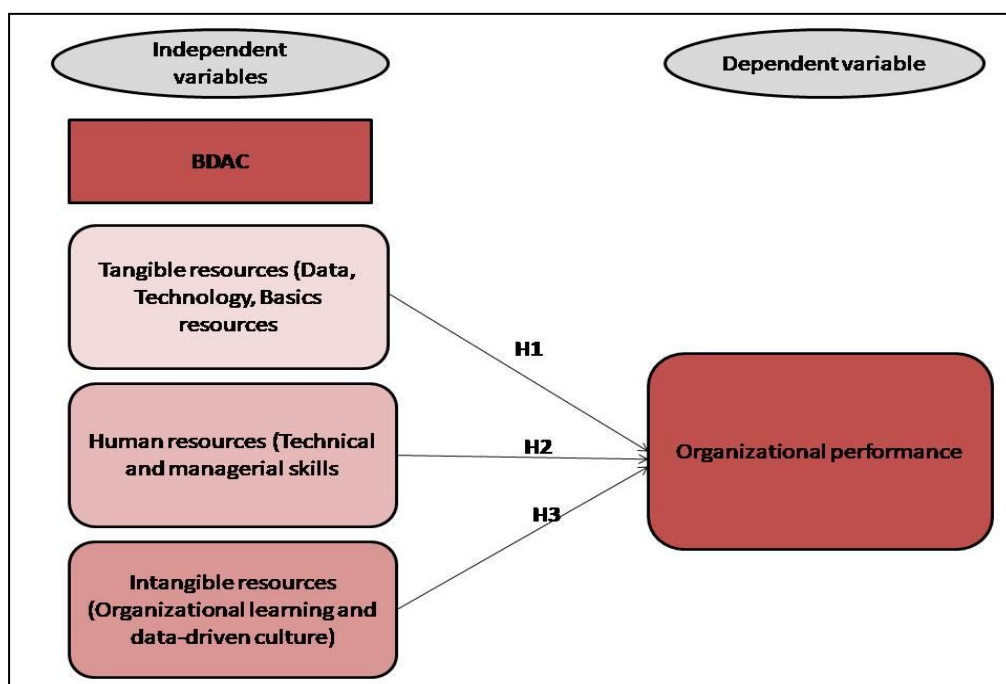 Independent
variables
Dependent variable
BDAC
Tangible resources (Data,
Technology, Basics
resources
H1
Human resources (Technical
and managerial skills
H2
Organizational performance
H3
Intangible resources
(Organizational learning and
data-driven culture)